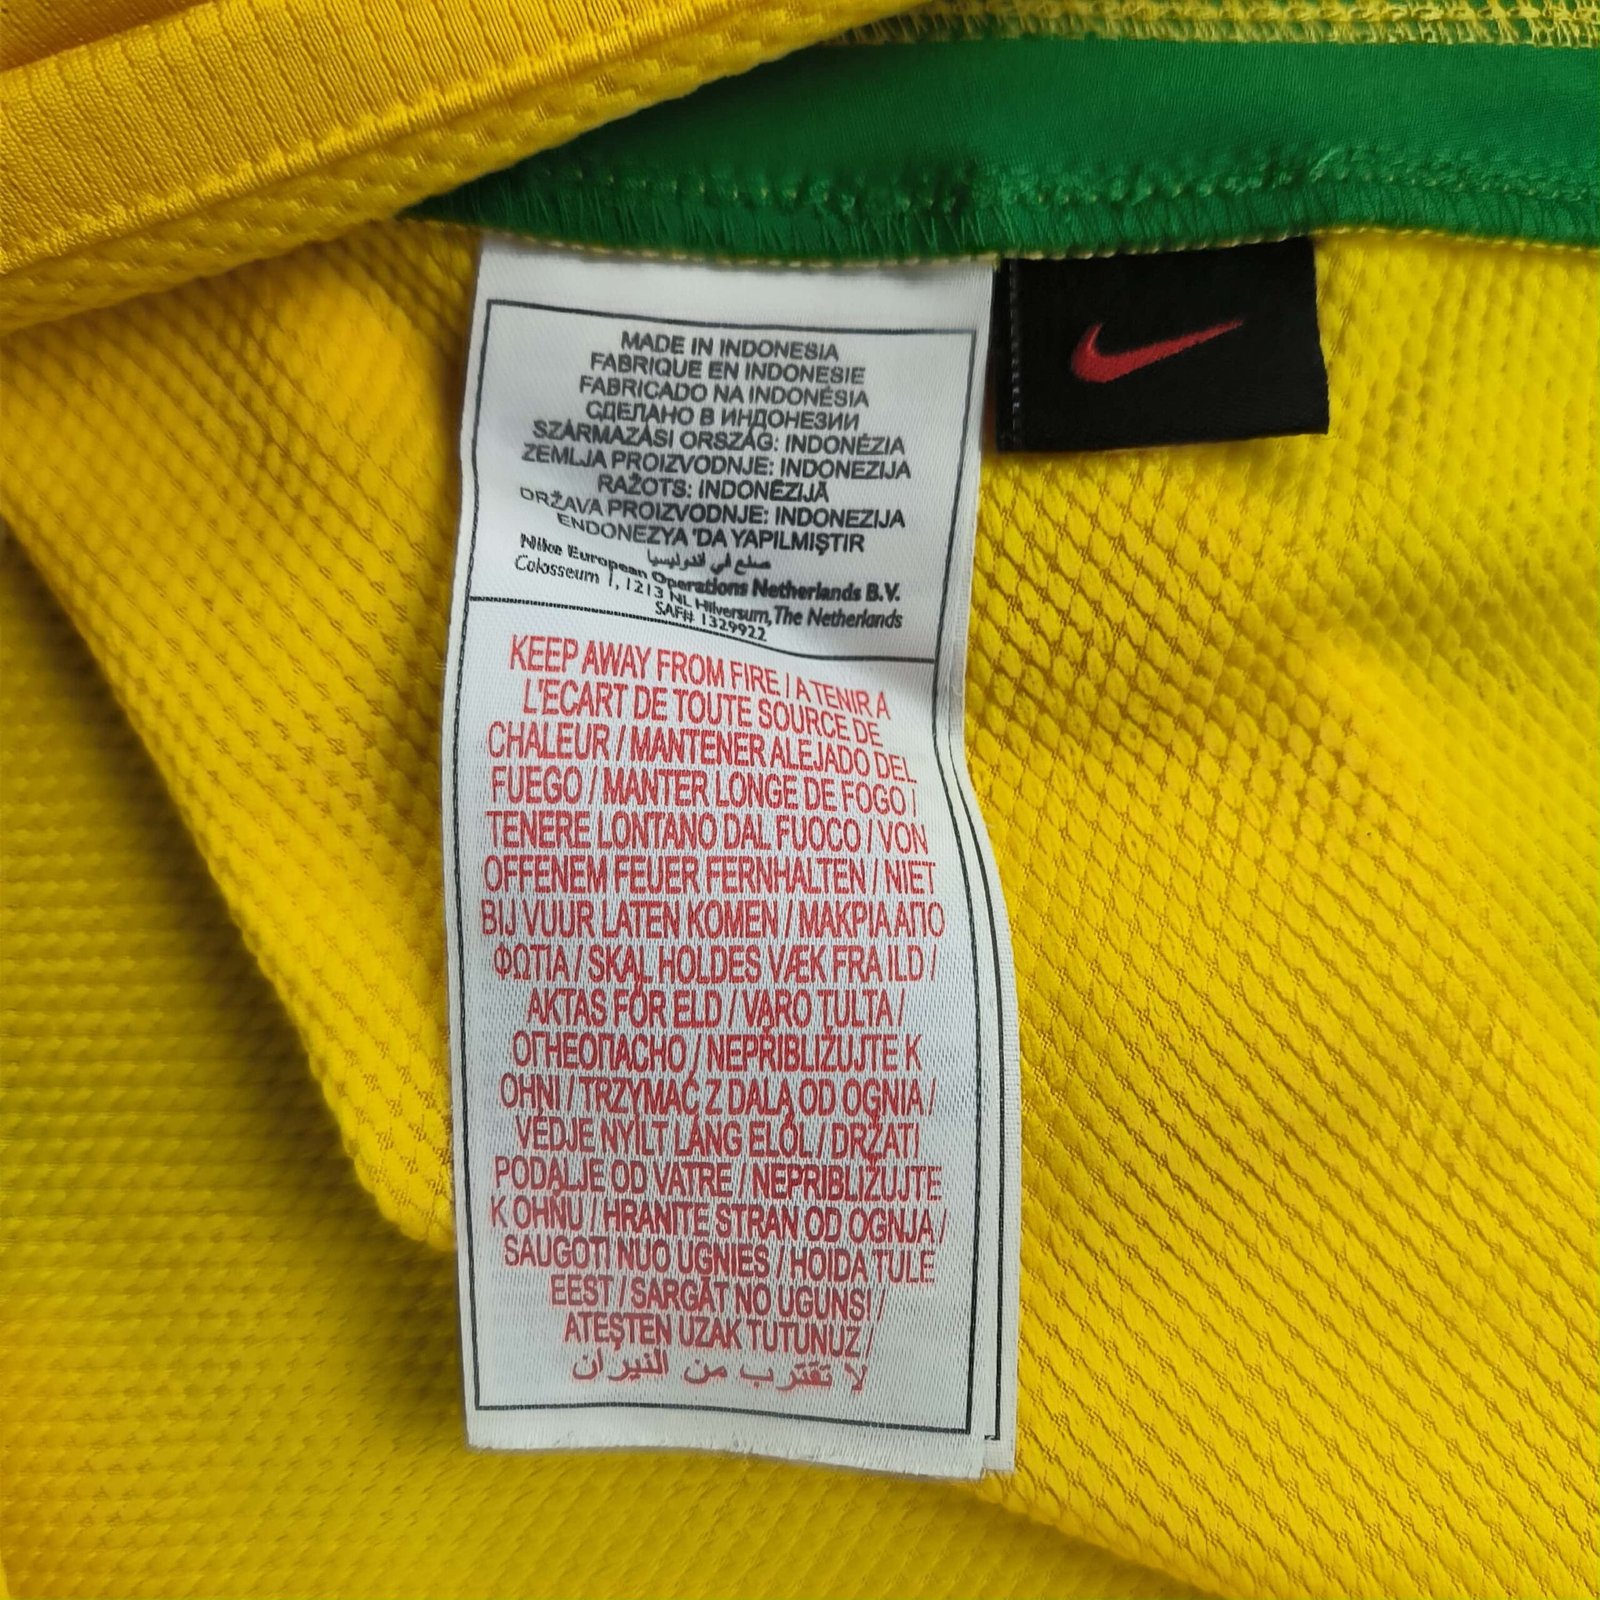 MADE IN INDONESIA
FABRIQUE EN INDONESIE
FABRICADO NA INDONÉSIA
СДЕЛАНО В ИНДОНЕЗИИ
SZÁRMAZÁSI ORSZÁG: INDONÉZIA
ZEMLJA PROIZVODNJE: INDONEZIJA
RAŽOTS: INDONĒZIJĀ
DRŽAVA PROIZVODNJE: INDONEZIJA
ENDONEZYA 'DA YAPILMIŞTIR
صنع في اندونيسيا
Nike European Operations Netherlands B.V.
Colosseum 1, 1213 NL Hilversum, The Netherlands
SAF# 1329922
KEEP AWAY FROM FIRE / A TENIR A
L'ECART DE TOUTE SOURCE DE
CHALEUR / MANTENER ALEJADO DEL
FUEGO / MANTER LONGE DE FOGO /
TENERE LONTANO DAL FUOCO / VON
OFFENEM FEUER FERNHALTEN / NIET
BIJ VUUR LATEN KOMEN / ΜΑΚΡΙΑ ΑΠΟ
ΦΩΤΙΑ / SKAL HOLDES VÆK FRA ILD /
AKTAS FÖR ELD / VARO TULTA /
ОГНЕОПАСНО / NEPŘIBLIŽUJTE K
OHNI / TRZYMAĆ Z DALA OD OGNIA /
VÉDJE NYÍLT LÁNG ELŐL / DRŽATI
PODALJE OD VATRE / NEPRIBLIŽUJTE
K OHŇU / HRANITE STRAN OD OGNJA /
SAUGOTI NUO UGNIES / HOIDA TULE
EEST / SARGĀT NO UGUNS! /
ATEŞTEN UZAK TUTUNUZ /
لا تقترب من النيران